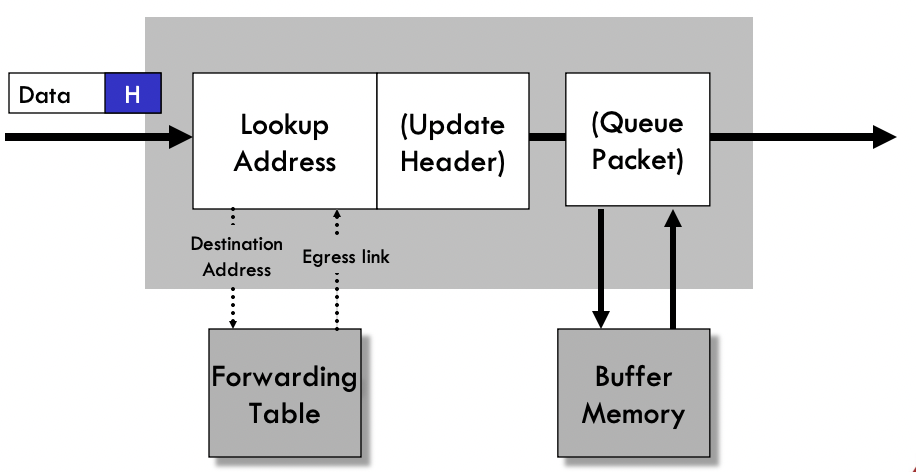 Data
H
Lookup
Address
(Update
Header)
(Queue
Packet)
Destination
Address
Egress link
Forwarding
Table
Buffer
Memory